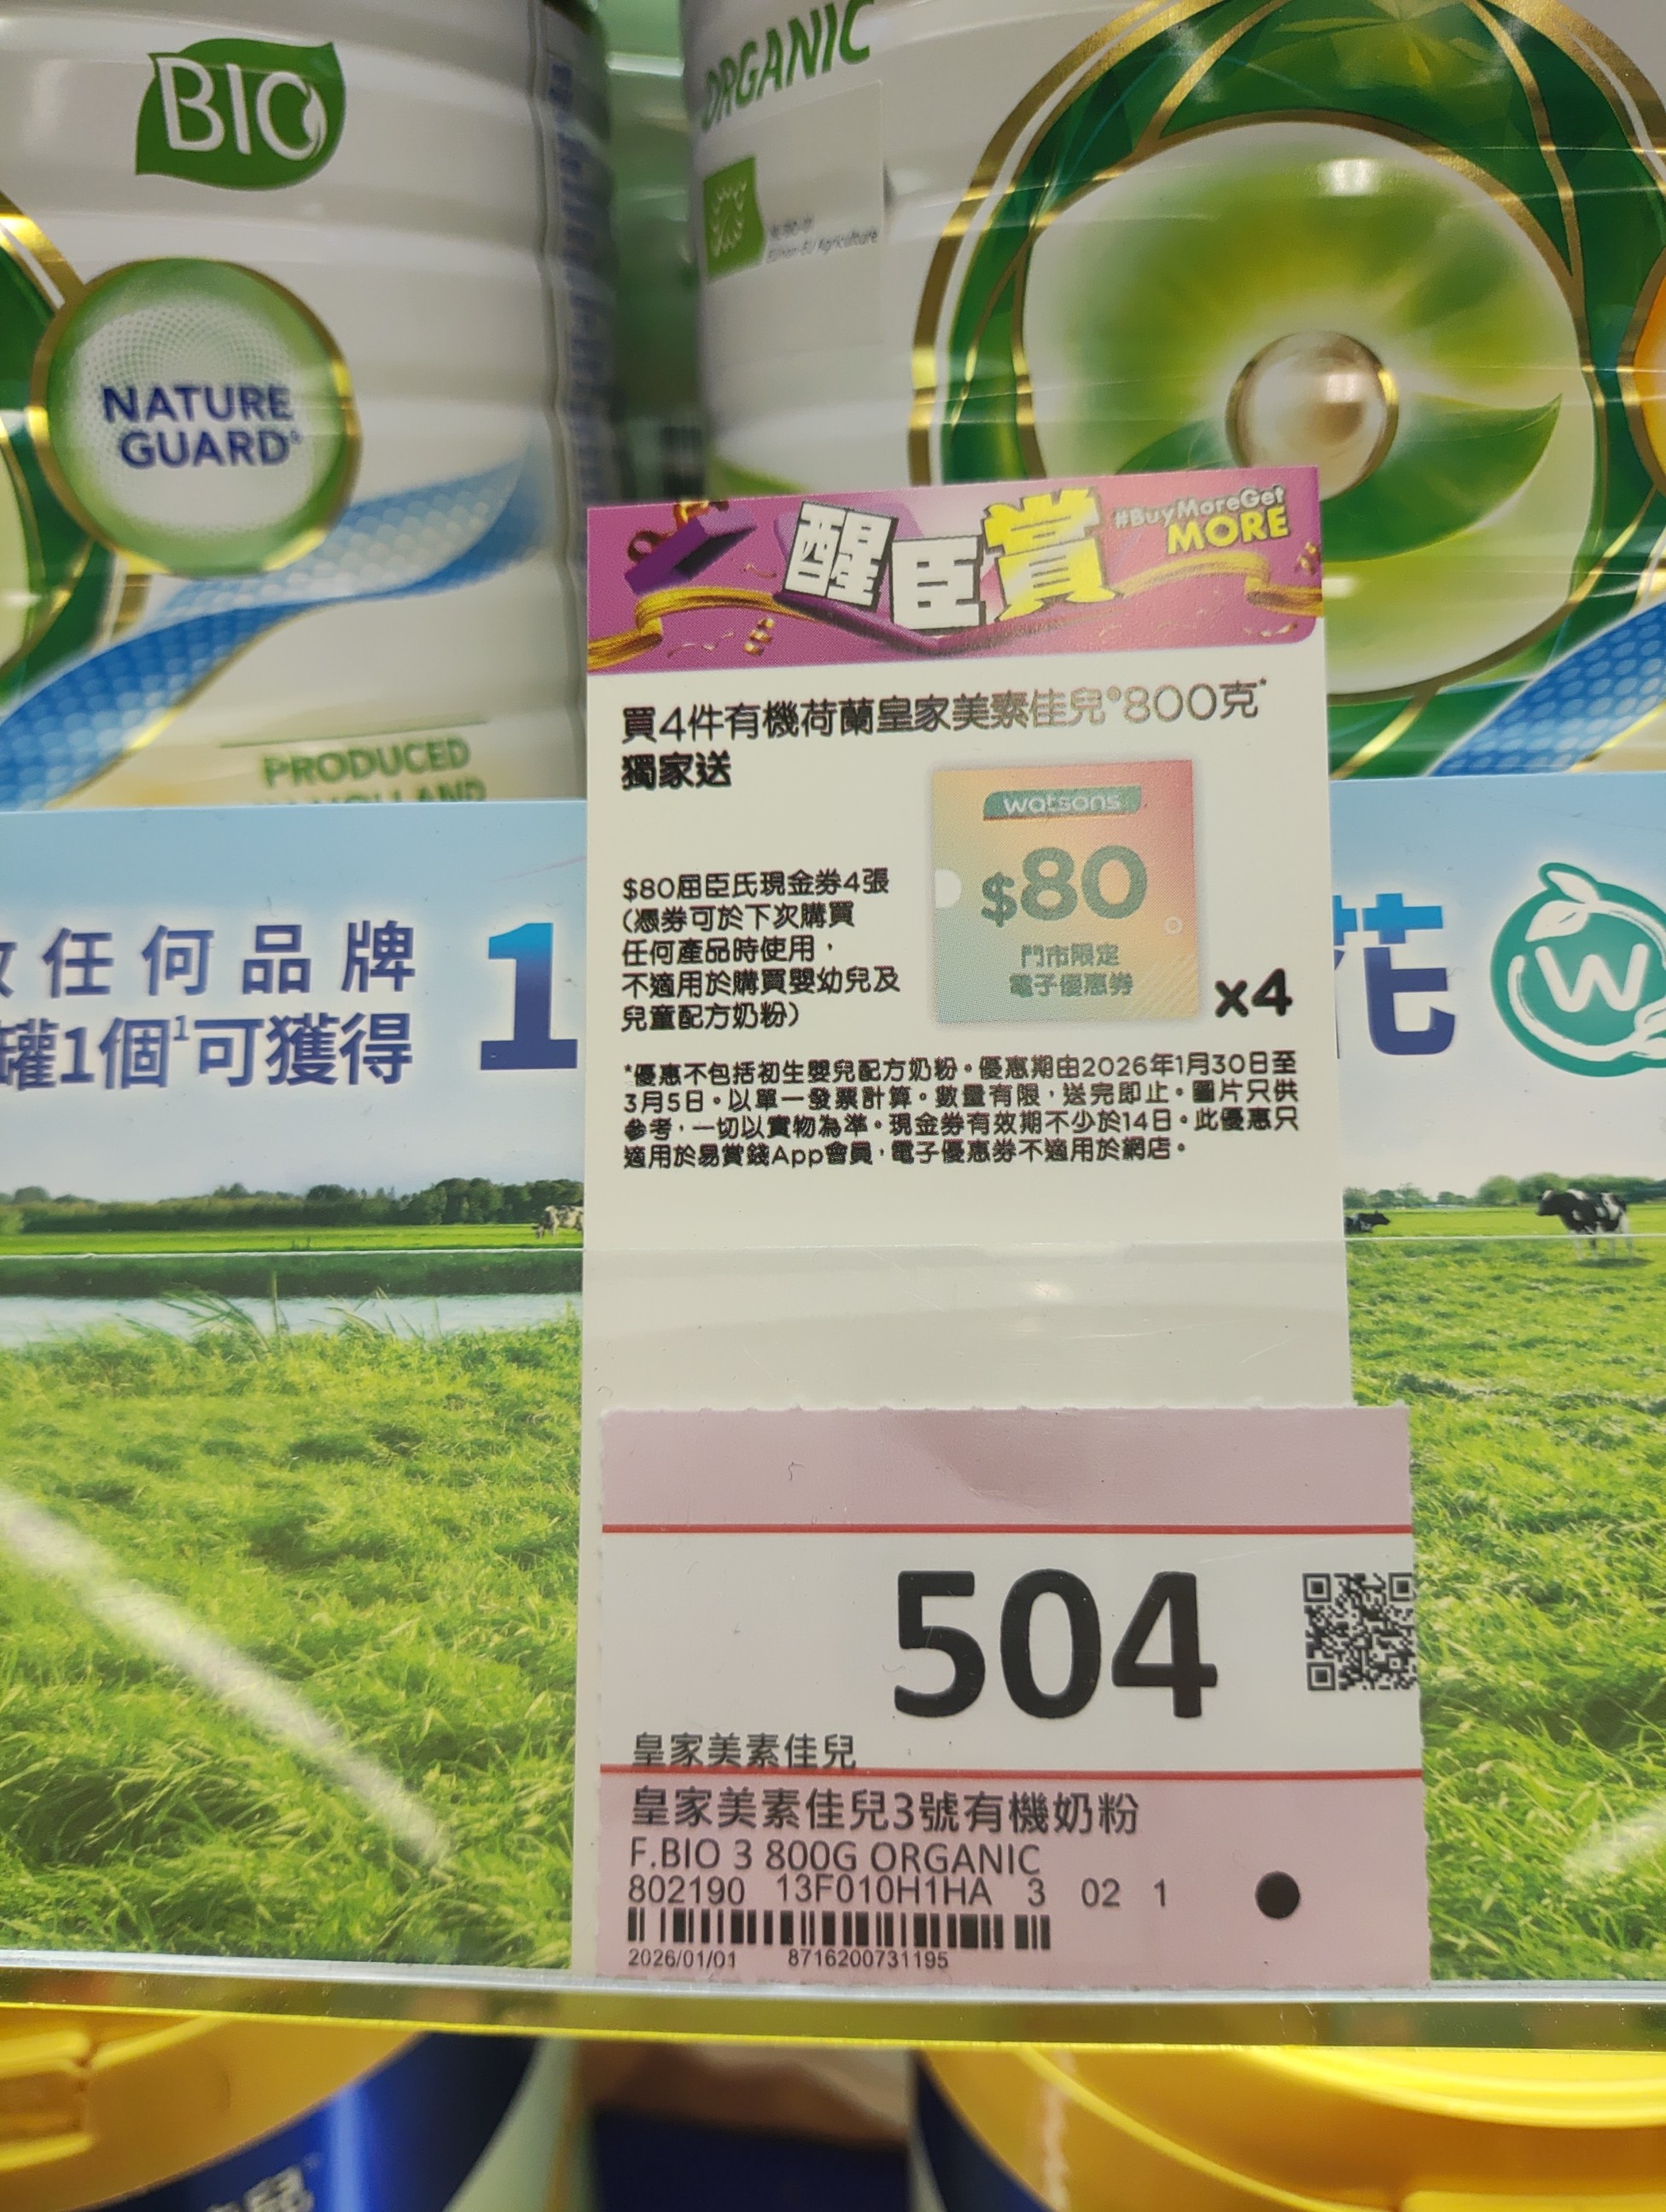 BIO
NATURE
GUARD®
PRODUCED
ORGANIC
醒臣賞
#BuyMoreGet
MORE
買4件有機荷蘭皇家美素佳兒®800克*
獨家送
watsons
$80
門市限定
電子優惠券
x4
$80屈臣氏現金券4張
(憑券可於下次購買
任何產品時使用，
不適用於購買嬰幼兒及
兒童配方奶粉)
*優惠不包括初生嬰兒配方奶粉。優惠期由2026年1月30日至
3月5日。以單一發票計算。數量有限，送完即止。圖片只供
參考，一切以實物為準。現金券有效期不少於14日。此優惠只
適用於易賞錢App會員，電子優惠券不適用於網店。
任何品牌
罐1個¹可獲得
1
花
W
504
皇家美素佳兒
皇家美素佳兒3號有機奶粉
F.BIO 3 800G ORGANIC
802190 13F010H1HA 3 02 1
2026/01/01 8716200731195